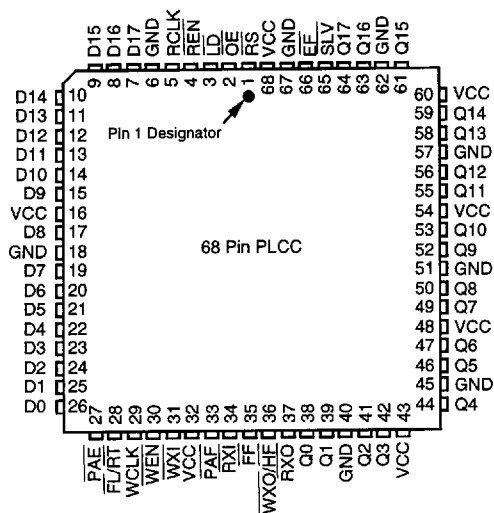 D15 D16 D17 GND RCLK REN LD OE RS VCC GND EF SLV Q17 Q16 GND Q15
9 8 7 6 5 4 3 2 1 68 67 66 65 64 63 62 61
D14 10 60 VCC
D13 11 59 Q14
Pin 1 Designator
D12 12 58 Q13
D11 13 57 GND
D10 14 56 Q12
D9 15 55 Q11
VCC 16 54 VCC
D8 17 53 Q10
68 Pin PLCC
GND 18 52 Q9
D7 19 51 GND
D6 20 50 Q8
D5 21 49 Q7
D4 22 48 VCC
D3 23 47 Q6
D2 24 46 Q5
D1 25 45 GND
D0 26 44 Q4
27 28 29 30 31 32 33 34 35 36 37 38 39 40 41 42 43
PAE FL/RT WCLK WEN WXI VCC PAF RXI FF WXO/HF RXO Q0 Q1 GND Q2 Q3 VCC